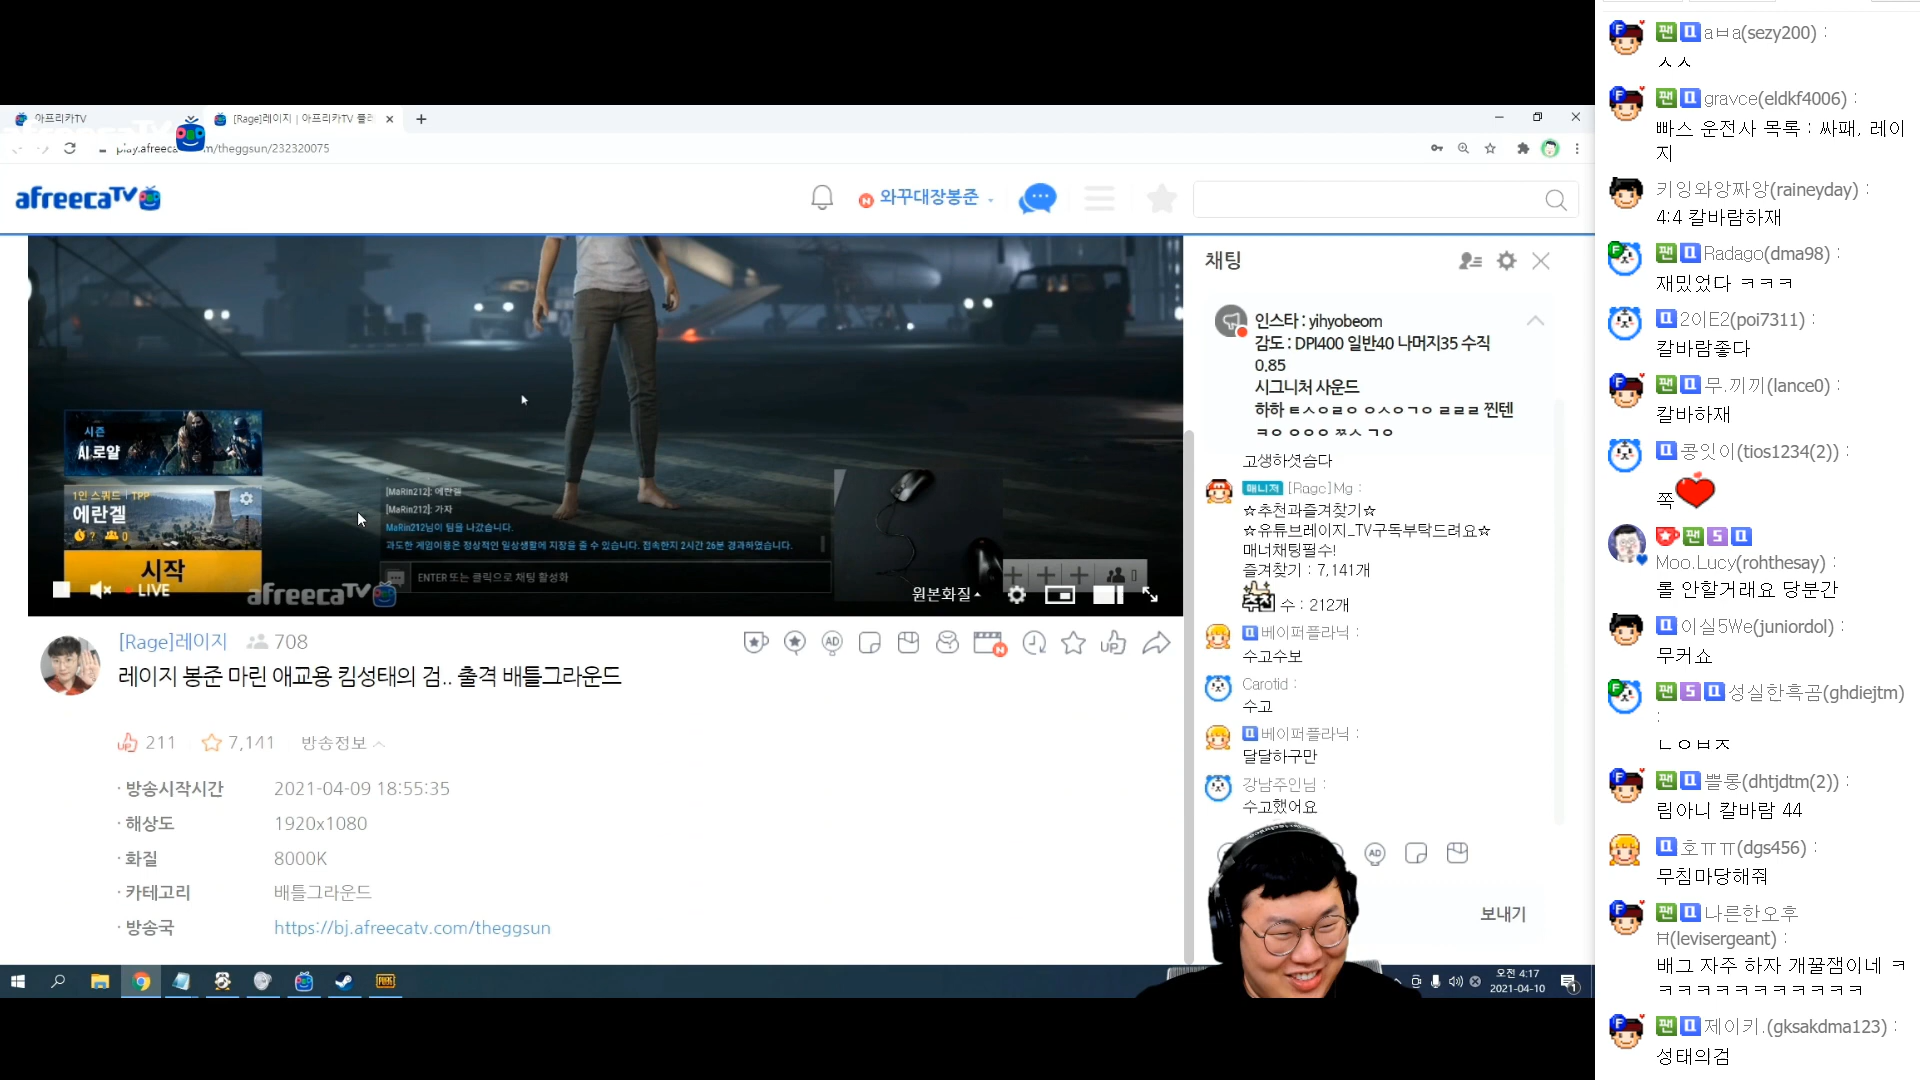 아프리카TV
[Rage]레이지 | 아프리카TV 플러
m/theggsun/232320075
afreecaTV
와꾸대장봉준
시즌
AI 로얄
1인 스쿼드 | TPP
에란겔
시작
[MaRin212]: 에란겔
[MaRin212]: 가자
MaRin212님이 팀을 나갔습니다.
과도한 게임이용은 정상적인 일상생활에 지장을 줄 수 있습니다. 접속한지 2시간 26분 경과하였습니다.
ENTER 또는 클릭으로 채팅 활성화
LIVE
afreecaTV
원본화질
[Rage]레이지 708
레이지 봉준 마린 애교용 킴성태의 검.. 출격 배틀그라운드
211 7,141 방송정보
· 방송시작시간 2021-04-09 18:55:35
· 해상도 1920x1080
· 화질 8000K
· 카테고리 배틀그라운드
· 방송국 https://bj.afreecatv.com/theggsun
채팅
인스타 : yihyobeom
감도 : DPI400 일반40 나머지35 수직
0.85
시그니처 사운드
하하 ㅌㅅㅇㄹㅇ ㅇㅅㅇㄱㅇ ㄹㄹㄹ 찐텐
고생하셧슴다
매니저 [Rage]Mg :
☆추천과즐겨찾기☆
☆유튜브레이지_TV구독부탁드려요☆
매너채팅필수!
즐겨찾기 : 7,141개
추천 수 : 212개
베이퍼플라닉 :
수고수보
Carotid :
수고
베이퍼플라닉 :
달달하구만
강남주인님 :
수고했어요
보내기
오전 4:17
2021-04-10
팬 aㅂa(sezy200) :
ㅅㅅ
팬 gravce(eldkf4006) :
빠스 운전사 목록 : 싸패, 레이
지
키잉와앙짜앙(raineyday) :
4:4 칼바람하재
팬 Radago(dma98) :
재밌었다 ㅋㅋㅋ
2이E2(poi7311) :
칼바람좋다
팬 무.끼끼(lance0) :
칼바하재
콩잇이(tios1234(2)) :
쪽
팬 S
Moo.Lucy(rohthesay) :
롤 안할거래요 당분간
이실5We(juniordol) :
무커쇼
팬 S 성실한흑곰(ghdiejtm)
:
ㄴㅇㅂㅈ
팬 쁠롱(dhtjdtm(2)) :
림아니 칼바람 44
호ㅠㅠ(dgs456) :
무침마당해줘
팬 나른한오후
(levisergeant) :
배그 자주 하자 개꿀잼이네 ㅋ
ㅋㅋㅋㅋㅋㅋㅋㅋㅋㅋㅋ
팬 제이키.(gksakdma123) :
성태의검